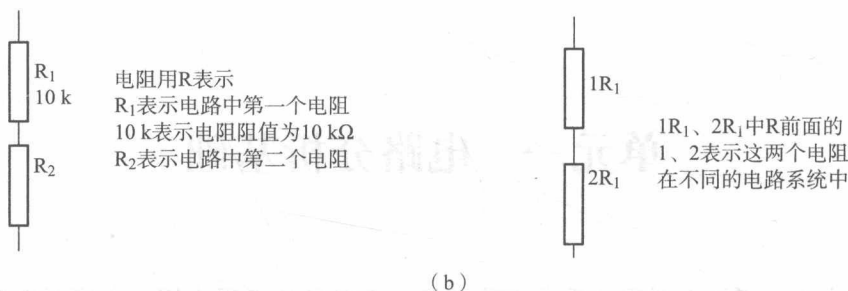 R₁
10 k
R₂
电阻用R表示
R₁表示电路中第一个电阻
10 k表示电阻阻值为10 kΩ
R₂表示电路中第二个电阻
1R₁
2R₁
1R₁、2R₁中R前面的
1、2表示这两个电阻
在不同的电路系统中
(b)